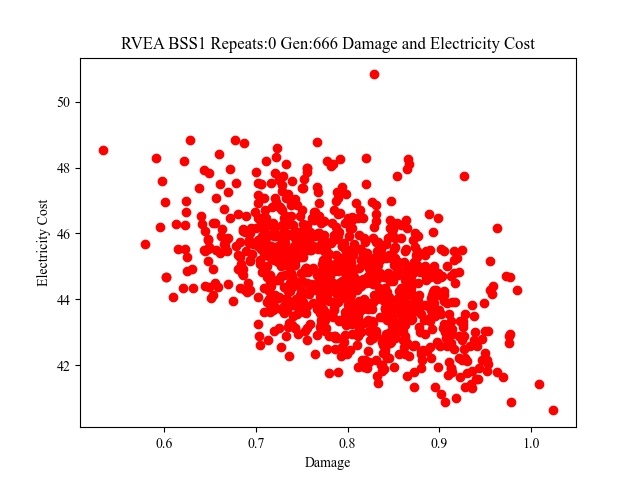 RVEA BSS1 Repeats:0 Gen:666 Damage and Electricity Cost
50
48
46
44
42
Electricity Cost
0.6 0.7 0.8 0.9 1.0
Damage